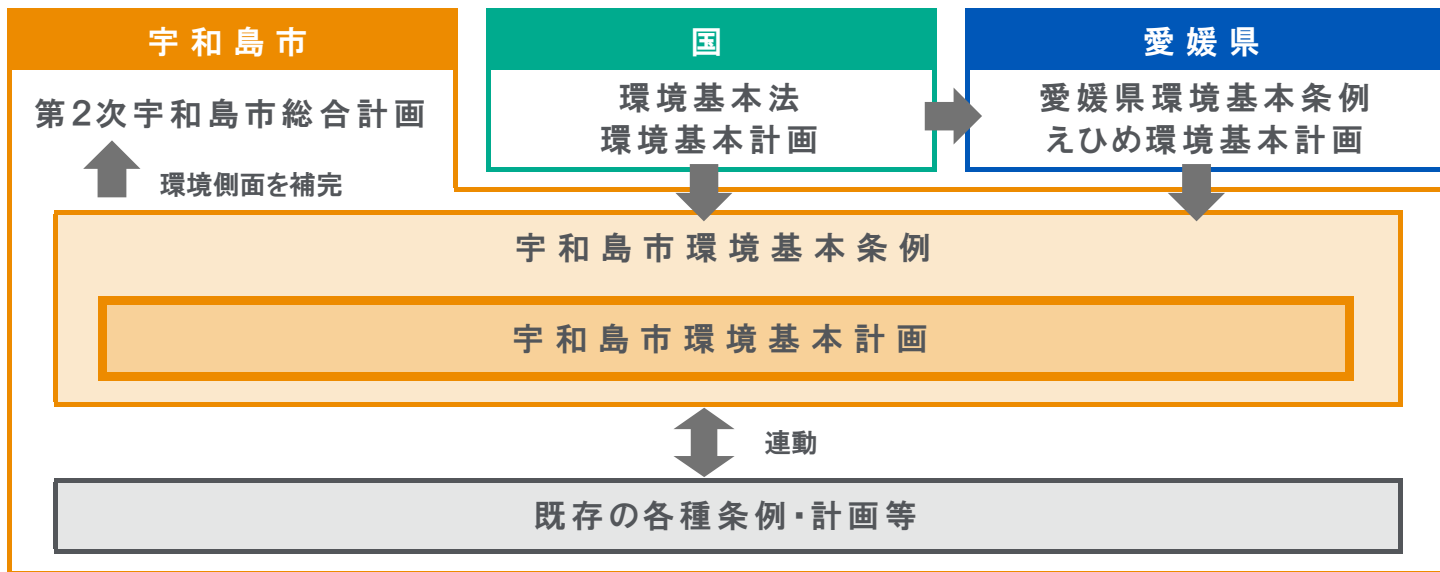 宇和島市
第2次宇和島市総合計画
環境側面を補完
国
環境基本法
環境基本計画
愛媛県
愛媛県環境基本条例
えひめ環境基本計画
宇和島市環境基本条例
宇和島市環境基本計画
連動
既存の各種条例・計画等